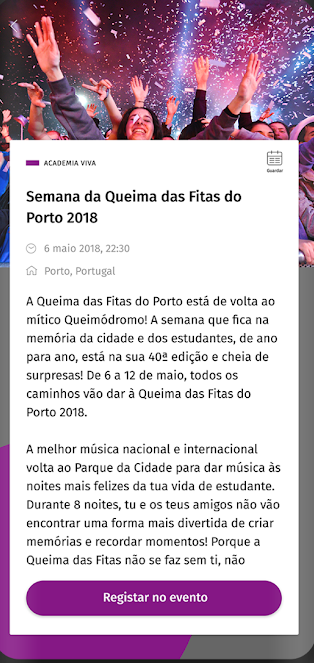 ACADEMIA VIVA
Guardar
Semana da Queima das Fitas do
Porto 2018
6 maio 2018, 22:30
Porto, Portugal
A Queima das Fitas do Porto está de volta ao
mítico Queimódromo! A semana que fica na
memória da cidade e dos estudantes, de ano
para ano, está na sua 40ª edição e cheia de
surpresas! De 6 a 12 de maio, todos os
caminhos vão dar à Queima das Fitas do
Porto 2018.
A melhor música nacional e internacional
volta ao Parque da Cidade para dar música às
noites mais felizes da tua vida de estudante.
Durante 8 noites, tu e os teus amigos não vão
encontrar uma forma mais divertida de criar
memórias e recordar momentos! Porque a
Queima das Fitas não se faz sem ti, não
Registar no evento